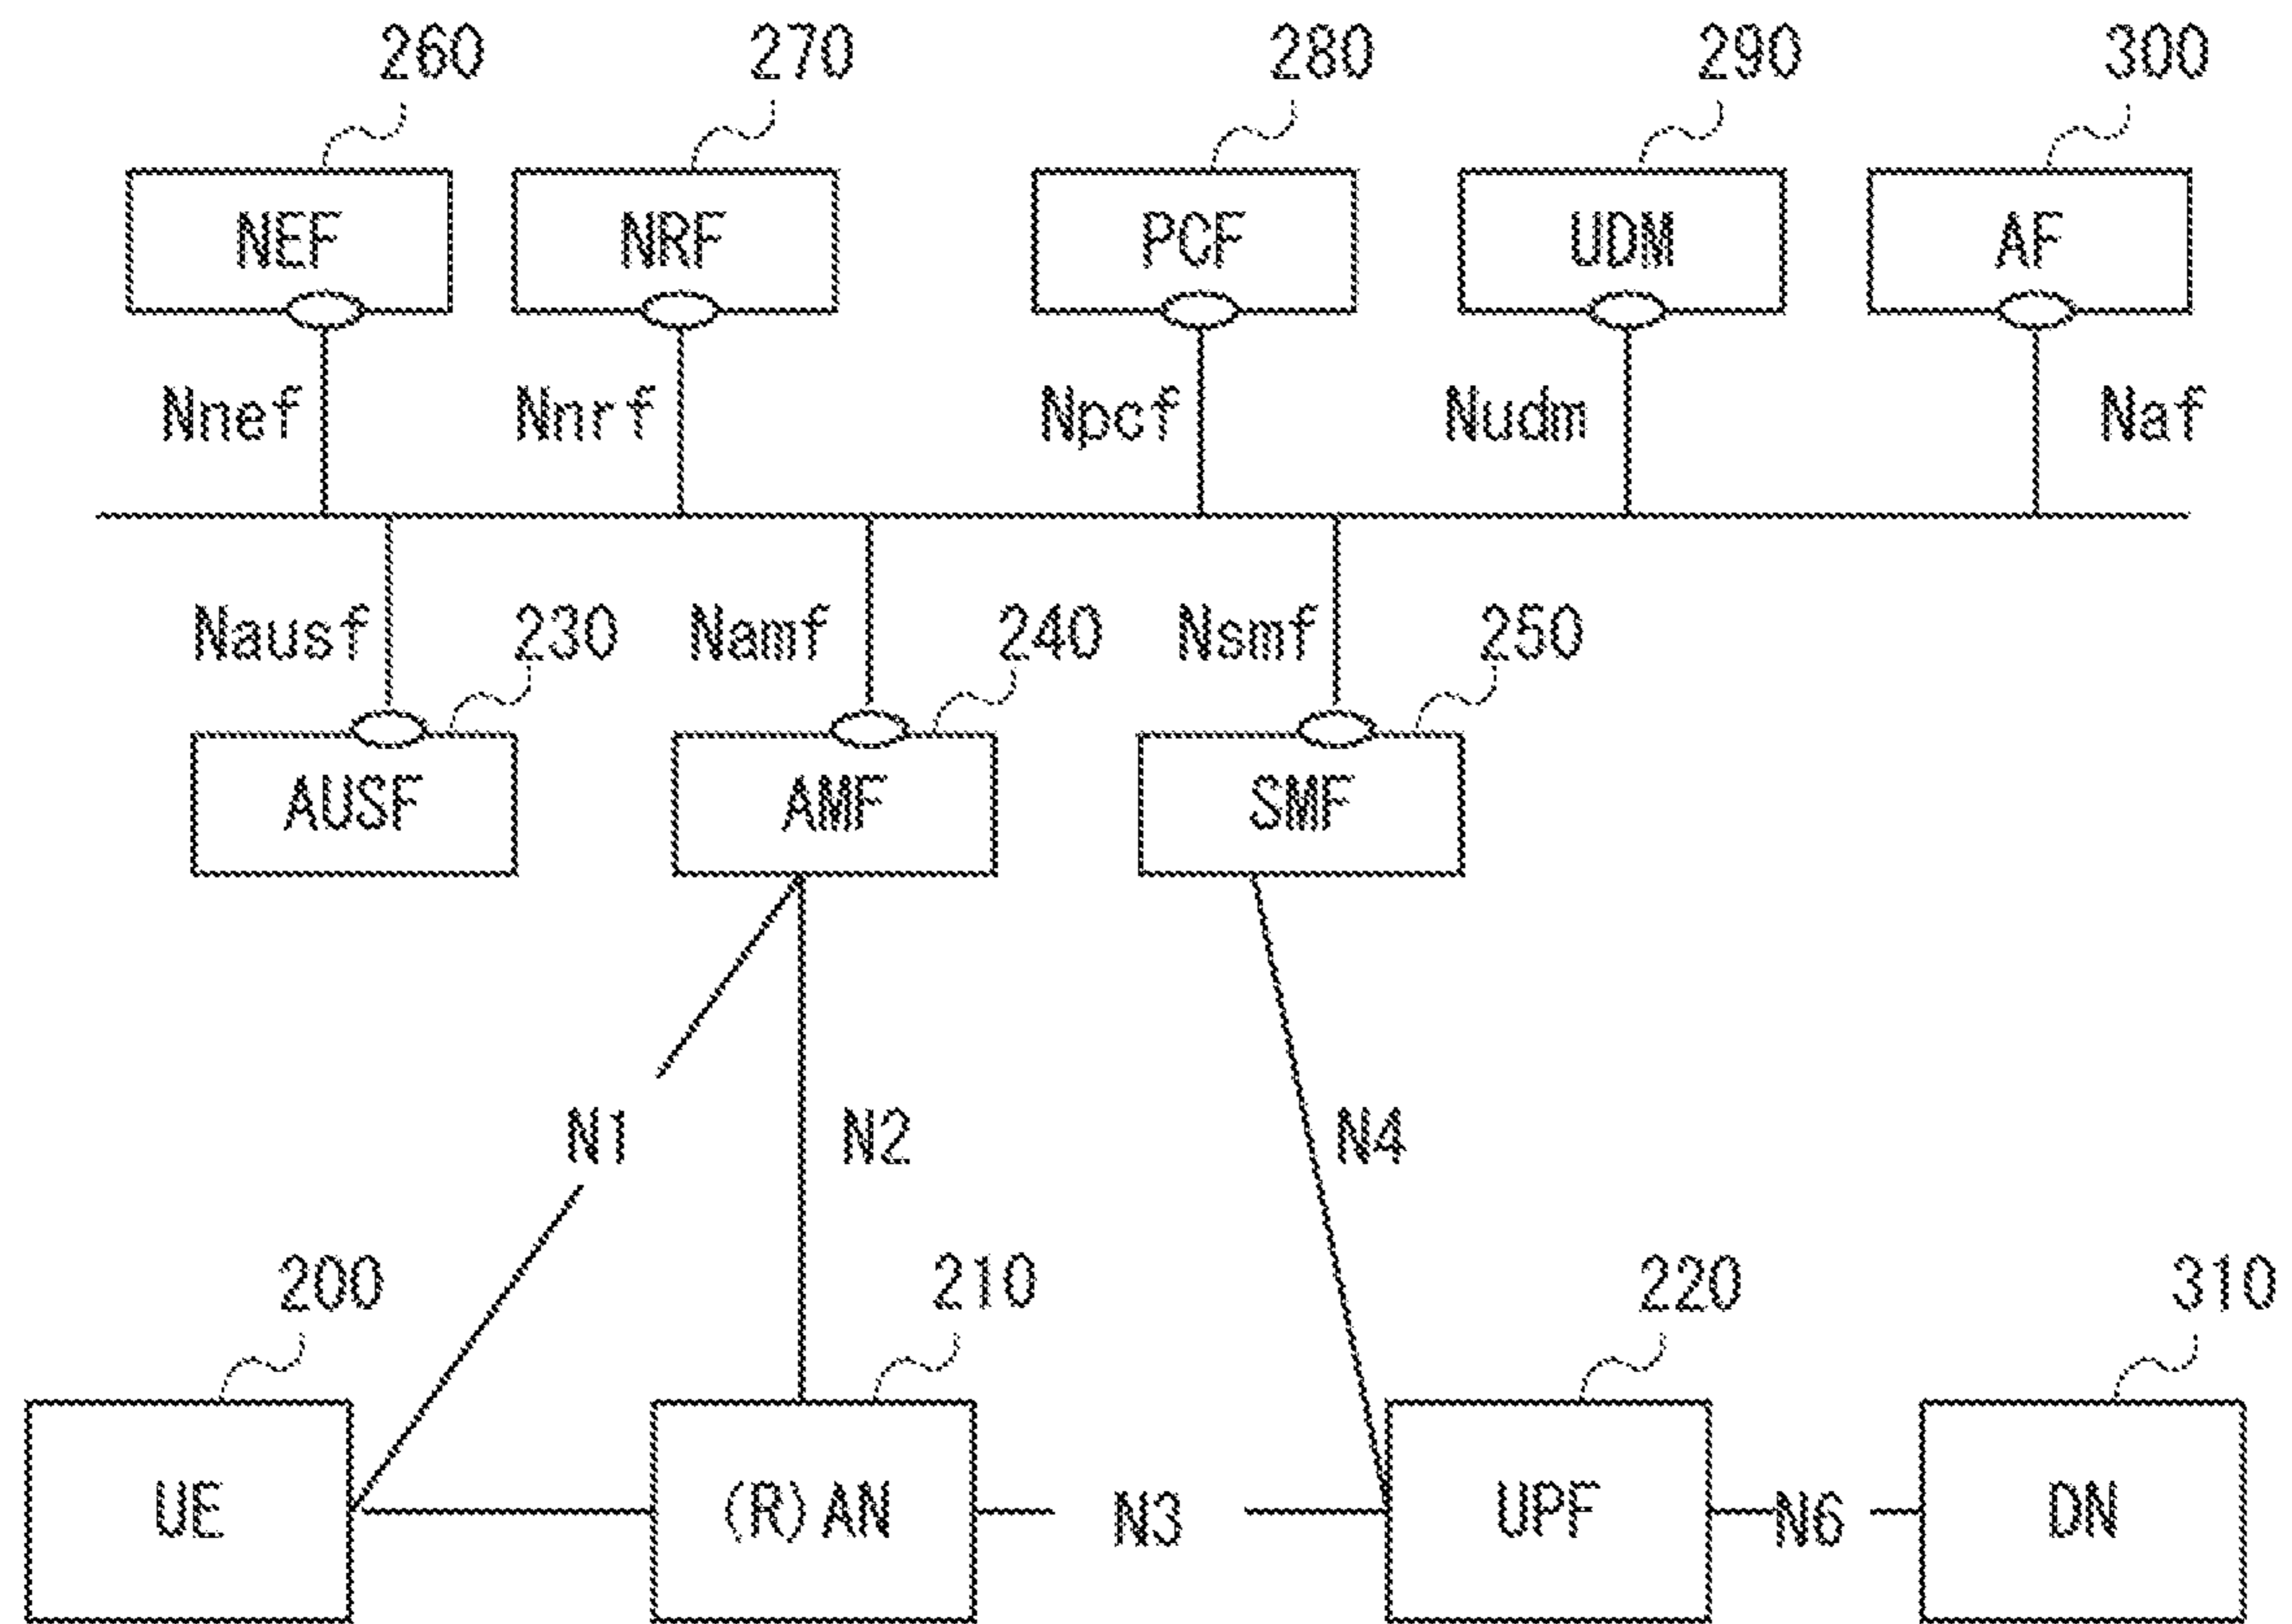 260 270 280 290 300
NEF NRF PCF UDM AF
Nnef Nnrf Npcf Nudm Naf
Nausf 230 Namf 240 Nsmf 250
AUSF AMF SMF
N1 N2 N4
200 210 220 310
UE (R)AN N3 UPF N6 DN